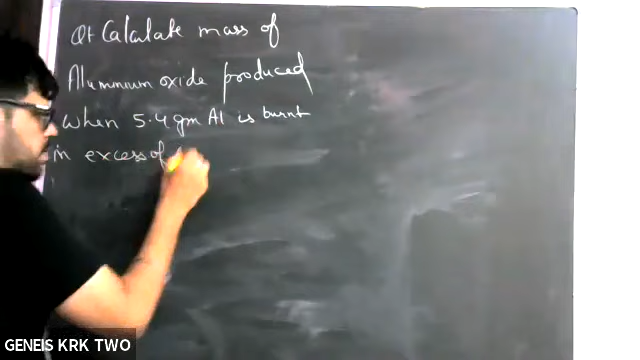 Q+ Calculate mass of
Aluminium oxide produced
when 5.4 gm Al is burnt
in excess of
GENEIS KRK TWO